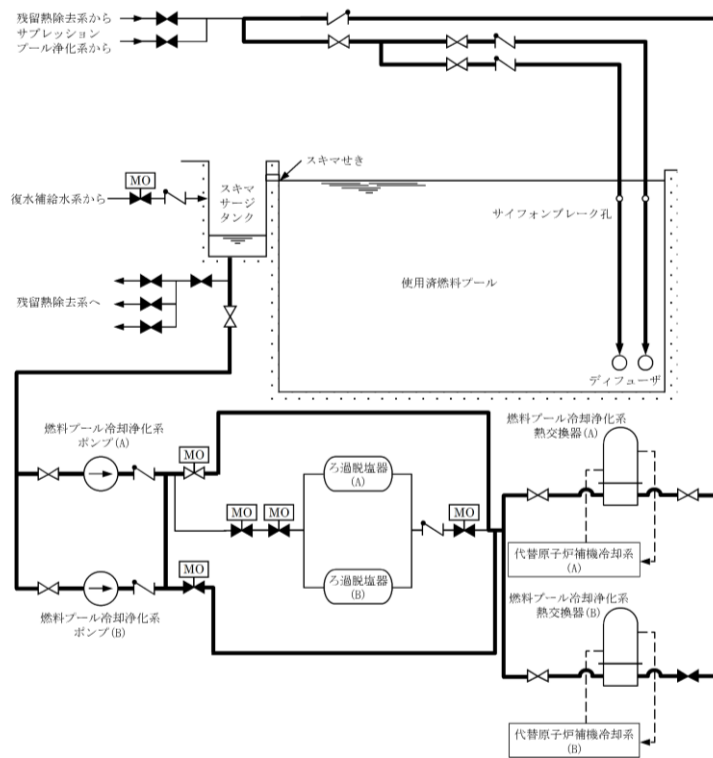 残留熱除去系から
サプレッション
プール浄化系から
スキマせき
MO
復水補給水系から
スキマ
サージ
タンク
サイフォンブレーク孔
使用済燃料プール
残留熱除去系へ
ディフューザ
燃料プール冷却浄化系
ポンプ(A)
MO
ろ過脱塩器
(A)
燃料プール冷却浄化系
熱交換器(A)
MO
MO
MO
代替原子炉補機冷却系
(A)
MO
ろ過脱塩器
(B)
燃料プール冷却浄化系
ポンプ(B)
燃料プール冷却浄化系
熱交換器(B)
代替原子炉補機冷却系
(B)